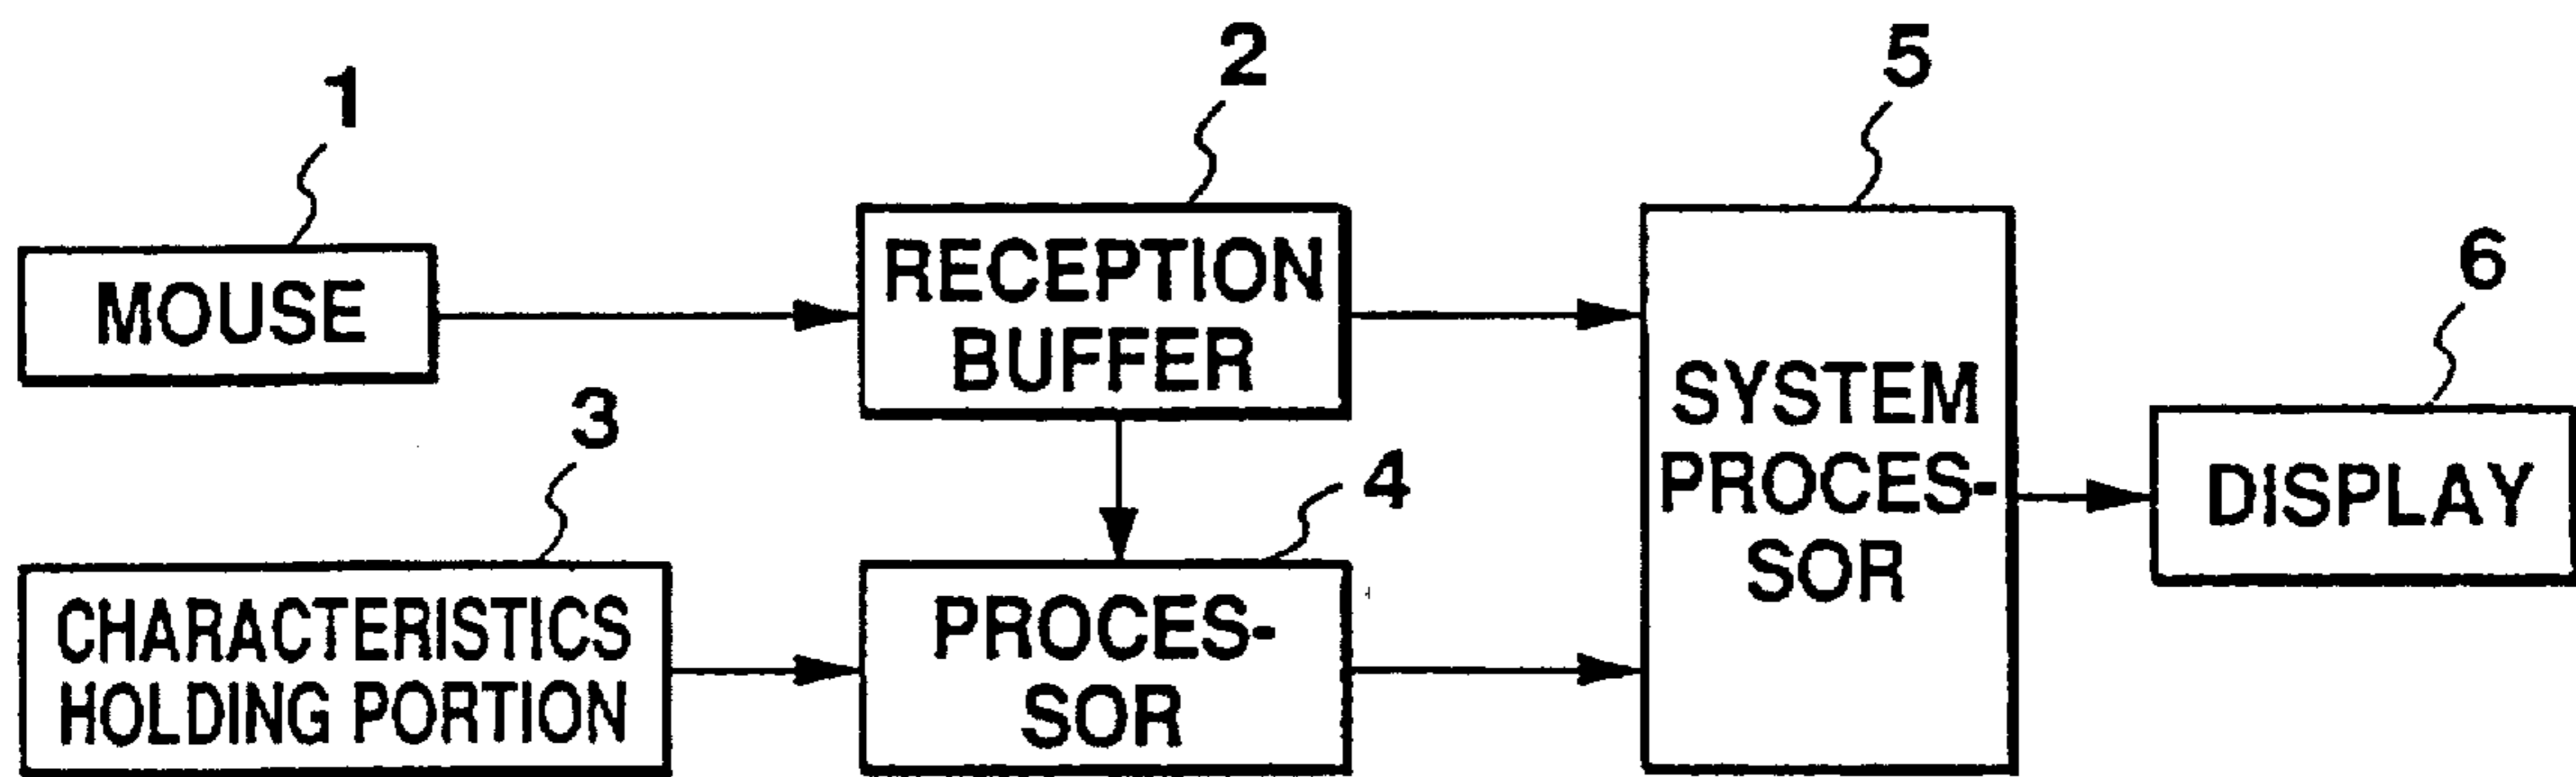 1
2
5
MOUSE
RECEPTION
BUFFER
6
3
4
SYSTEM
PROCES-
SOR
DISPLAY
CHARACTERISTICS
HOLDING PORTION
PROCES-
SOR